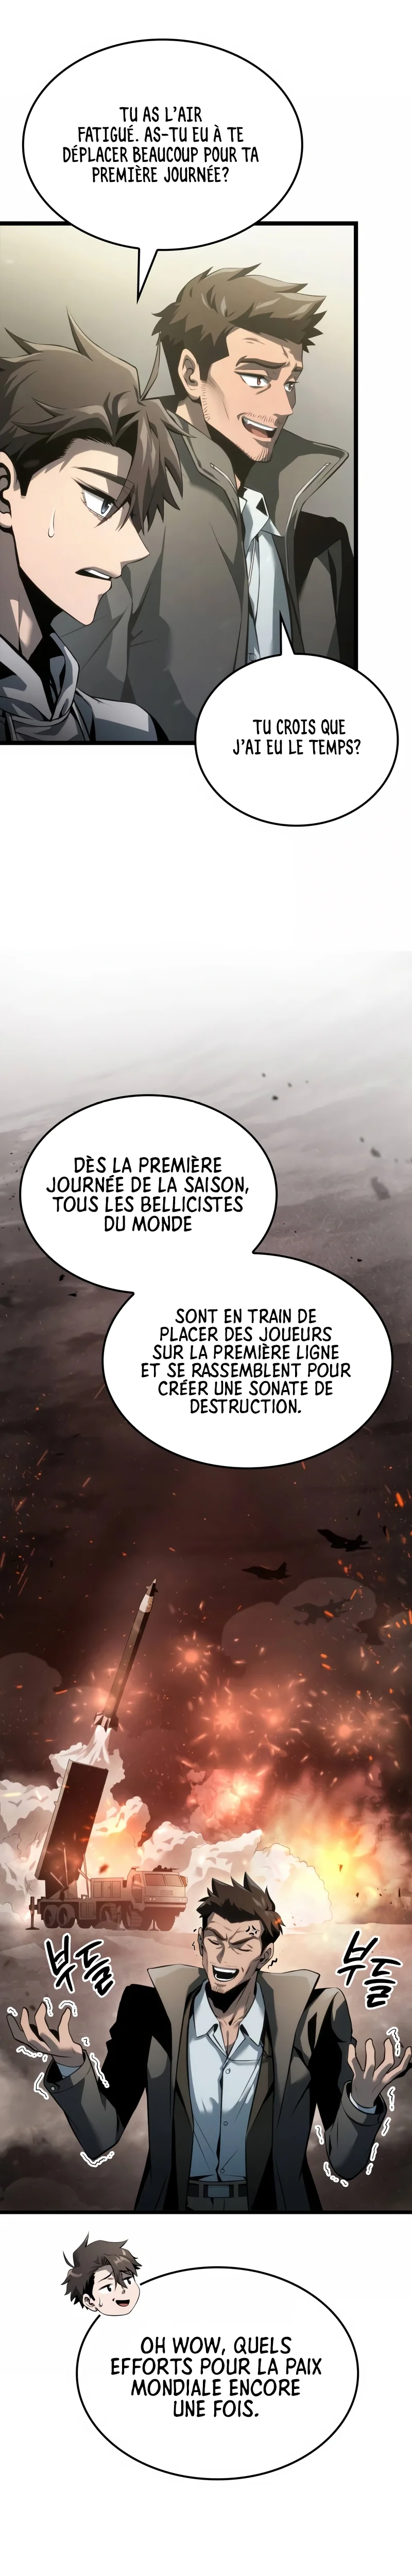 TU AS L'AIR
FATIGUÉ. AS-TU EU À TE
DÉPLACER BEAUCOUP POUR TA
PREMIÈRE JOURNÉE?
TU CROIS QUE
J'AI EU LE TEMPS?
DÈS LA PREMIÈRE
JOURNÉE DE LA SAISON,
TOUS LES BELLICISTES
DU MONDE
SONT EN TRAIN DE
PLACER DES JOUEURS
SUR LA PREMIÈRE LIGNE
ET SE RASSEMBLENT POUR
CRÉER UNE SONATE DE
DESTRUCTION.
부들
부들
OH WOW, QUELS
EFFORTS POUR LA PAIX
MONDIALE ENCORE
UNE FOIS.